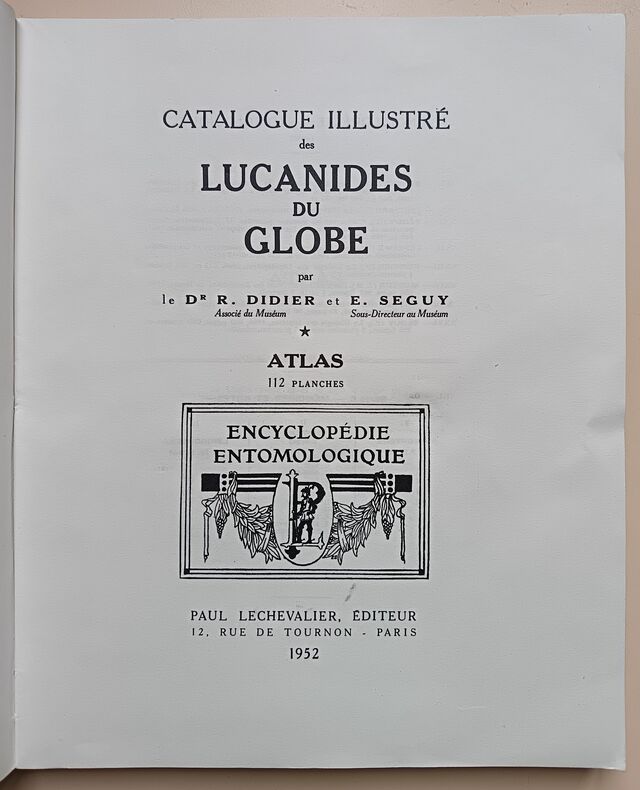 CATALOGUE ILLUSTRÉ
des
LUCANIDES
DU
GLOBE
par
le Dᴿ R. DIDIER et E. SEGUY
Associé du Muséum Sous-Directeur au Muséum
★
ATLAS
112 PLANCHES
ENCYCLOPÉDIE
ENTOMOLOGIQUE
PL
PAUL LECHEVALIER, ÉDITEUR
12, RUE DE TOURNON - PARIS
1952